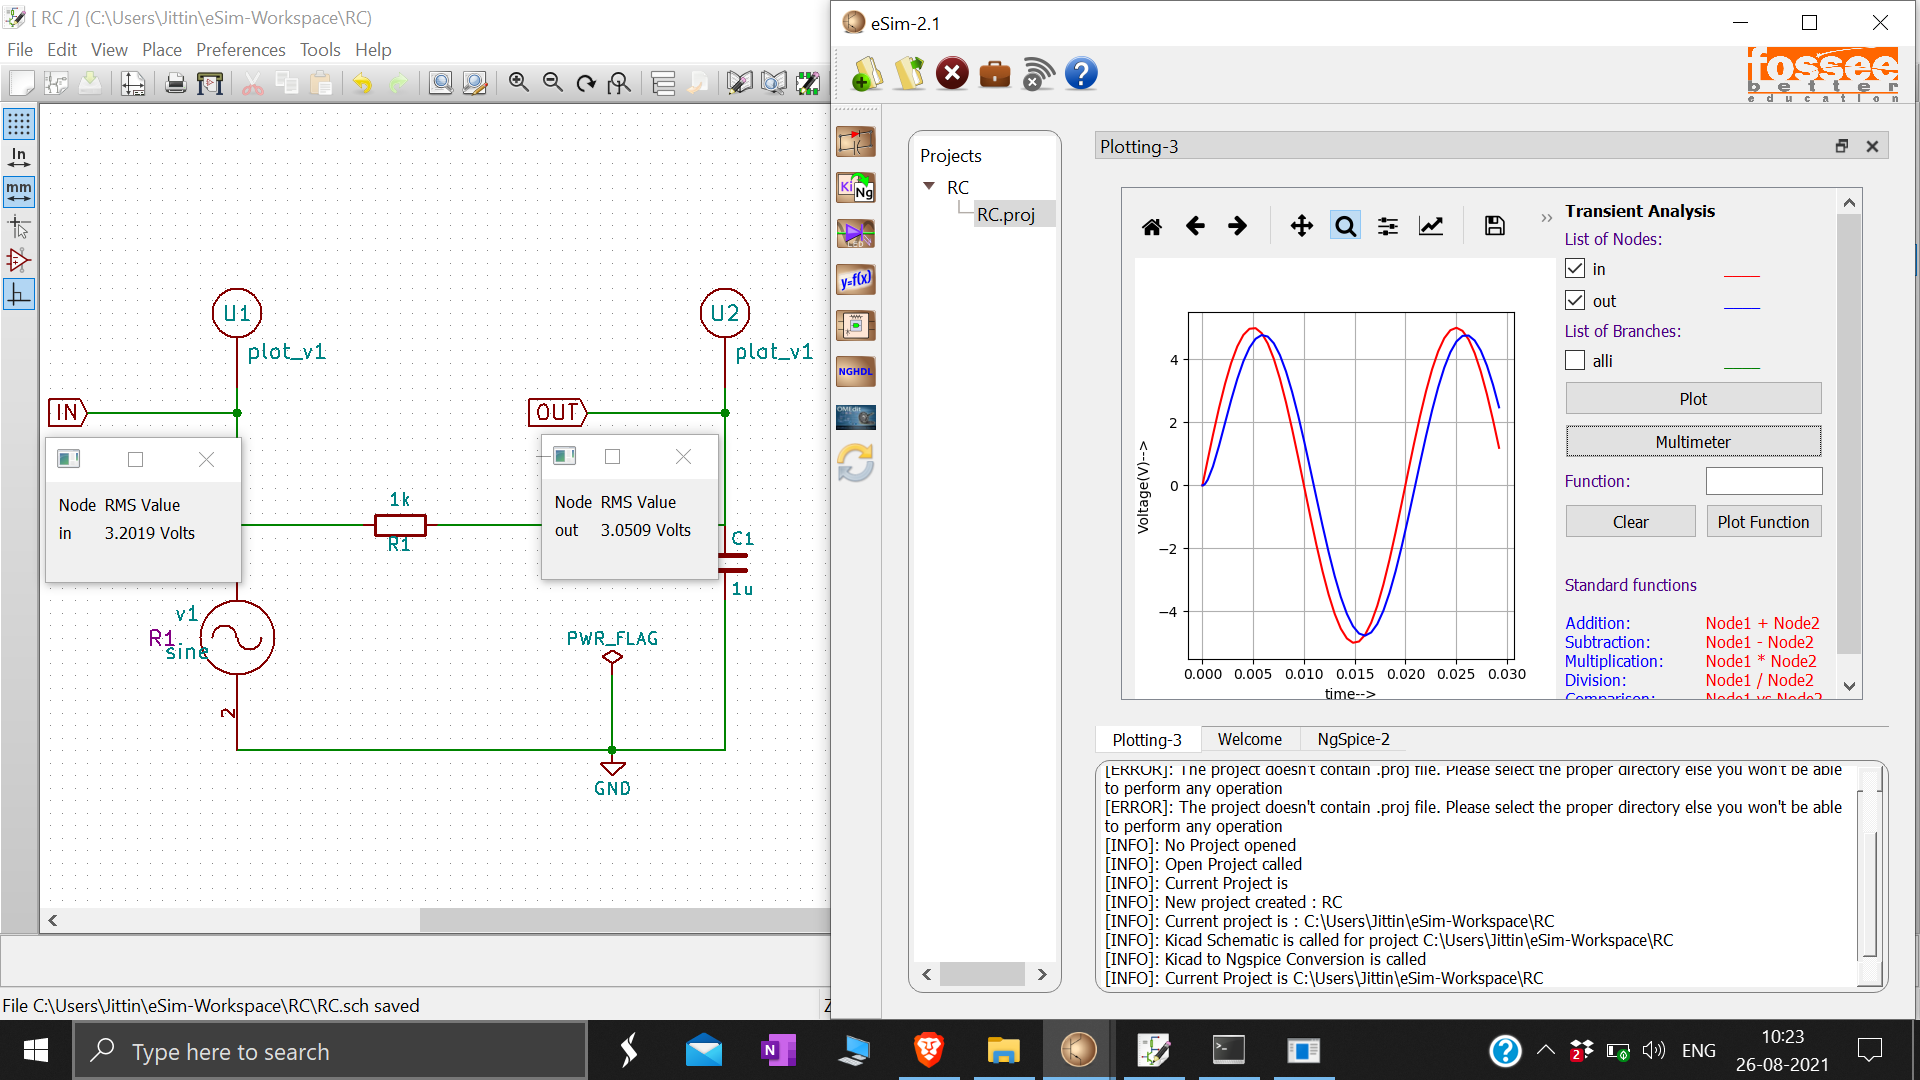 [ RC /] (C:\Users\Jittin\eSim-Workspace\RC)
File Edit View Place Preferences Tools Help
In
mm
U1
plot_v1
U2
plot_v1
IN
OUT
Node RMS Value
in 3.2019 Volts
1k
R1
Node RMS Value
out 3.0509 Volts
C1
1u
v1
R1
sine
2
PWR_FLAG
GND
File C:\Users\Jittin\eSim-Workspace\RC\RC.sch saved
Z
eSim-2.1
fossee
better
education
Ki Ng
y=f(x)
NGHDL
OMEdit
Projects
RC
RC.proj
Plotting-3
Transient Analysis
List of Nodes:
in
out
List of Branches:
alli
Plot
Multimeter
Function:
Clear Plot Function
Standard functions
Addition: Node1 + Node2
Subtraction: Node1 - Node2
Multiplication: Node1 * Node2
Division: Node1 / Node2
Comparison: Node1 vs Node2
Voltage(V)-->
4
2
0
−2
−4
0.000 0.005 0.010 0.015 0.020 0.025 0.030
time-->
Plotting-3 Welcome NgSpice-2
[ERROR]: The project doesn't contain .proj file. Please select the proper directory else you won't be able
to perform any operation
[ERROR]: The project doesn't contain .proj file. Please select the proper directory else you won't be able
to perform any operation
[INFO]: No Project opened
[INFO]: Open Project called
[INFO]: Current Project is
[INFO]: New project created : RC
[INFO]: Current project is : C:\Users\Jittin\eSim-Workspace\RC
[INFO]: Kicad Schematic is called for project C:\Users\Jittin\eSim-Workspace\RC
[INFO]: Kicad to Ngspice Conversion is called
[INFO]: Current Project is C:\Users\Jittin\eSim-Workspace\RC
Type here to search
N
2
ENG
10:23
26-08-2021